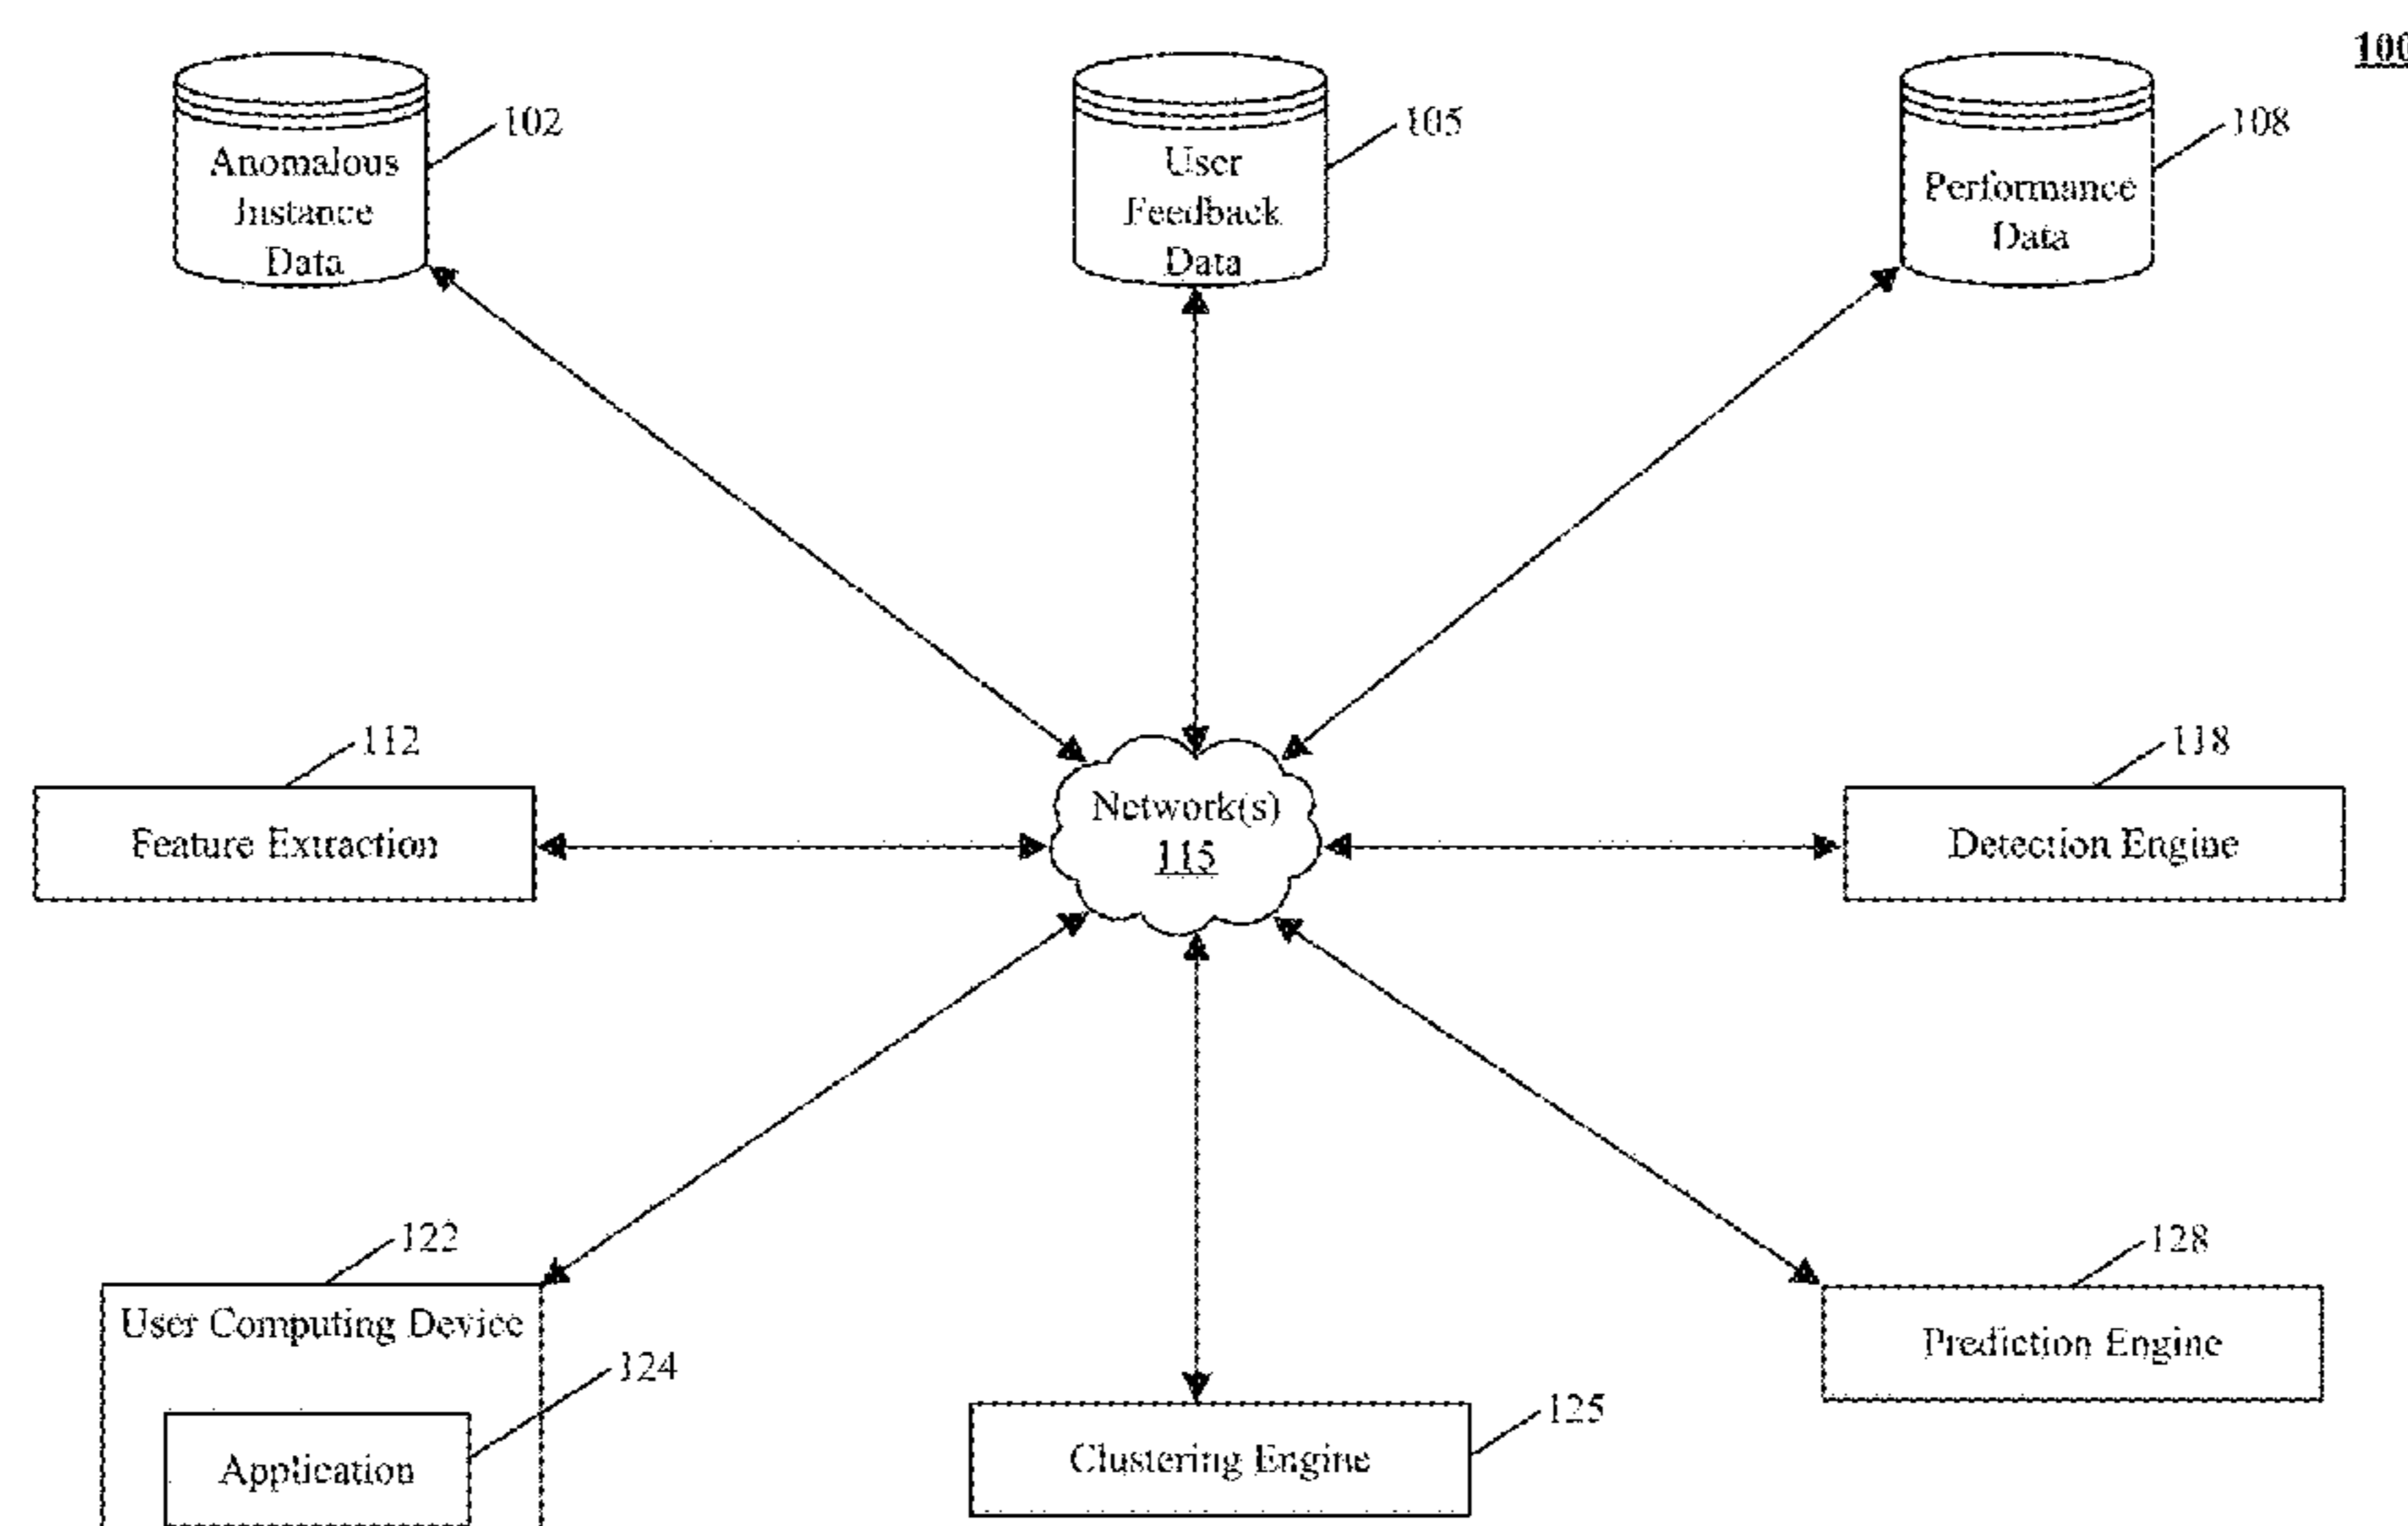 100
102
Anomalous
Instance
Data
105
User
Feedback
Data
108
Performance
Data
112
Feature Extraction
Network(s)
115
118
Detection Engine
122
User Computing Device
124
Application
125
Clustering Engine
128
Prediction Engine